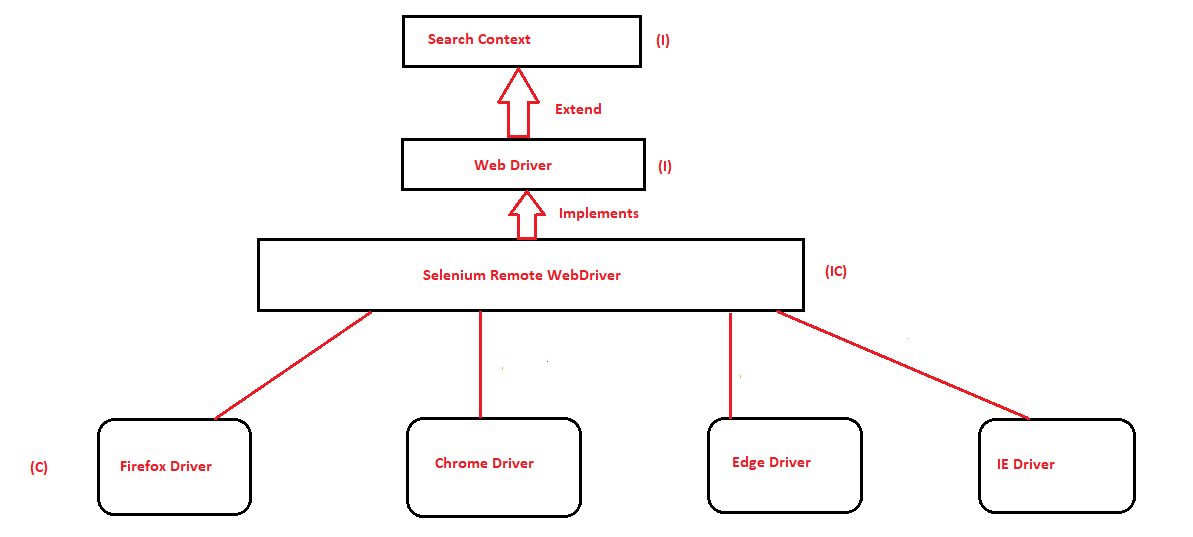 Search Context
(I)
Extend
Web Driver
(I)
Implements
Selenium Remote WebDriver
(IC)
(C)
Firefox Driver
Chrome Driver
Edge Driver
IE Driver